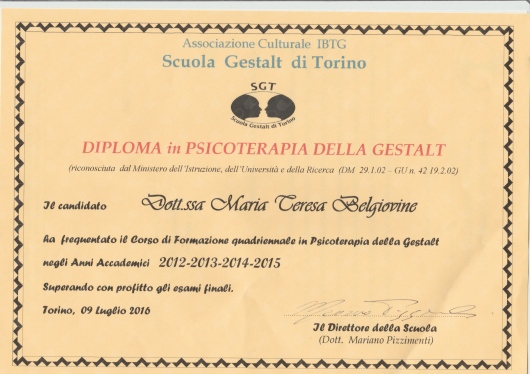 Associazione Culturale IBTG
Scuola Gestalt di Torino
SGT
Scuola Gestalt di Torino
DIPLOMA in PSICOTERAPIA DELLA GESTALT
(riconosciuta dal Ministero dell'Istruzione, dell'Università e della Ricerca (DM 29.1.02 – GU n. 42 19.2.02)
Il candidato Dott.ssa Maria Teresa Belgiovine
ha frequentato il Corso di Formazione quadriennale in Psicoterapia della Gestalt
negli Anni Accademici 2012-2013-2014-2015
Superando con profitto gli esami finali.
Torino, 09 Luglio 2016
Il Direttore della Scuola
(Dott. Mariano Pizzimenti)